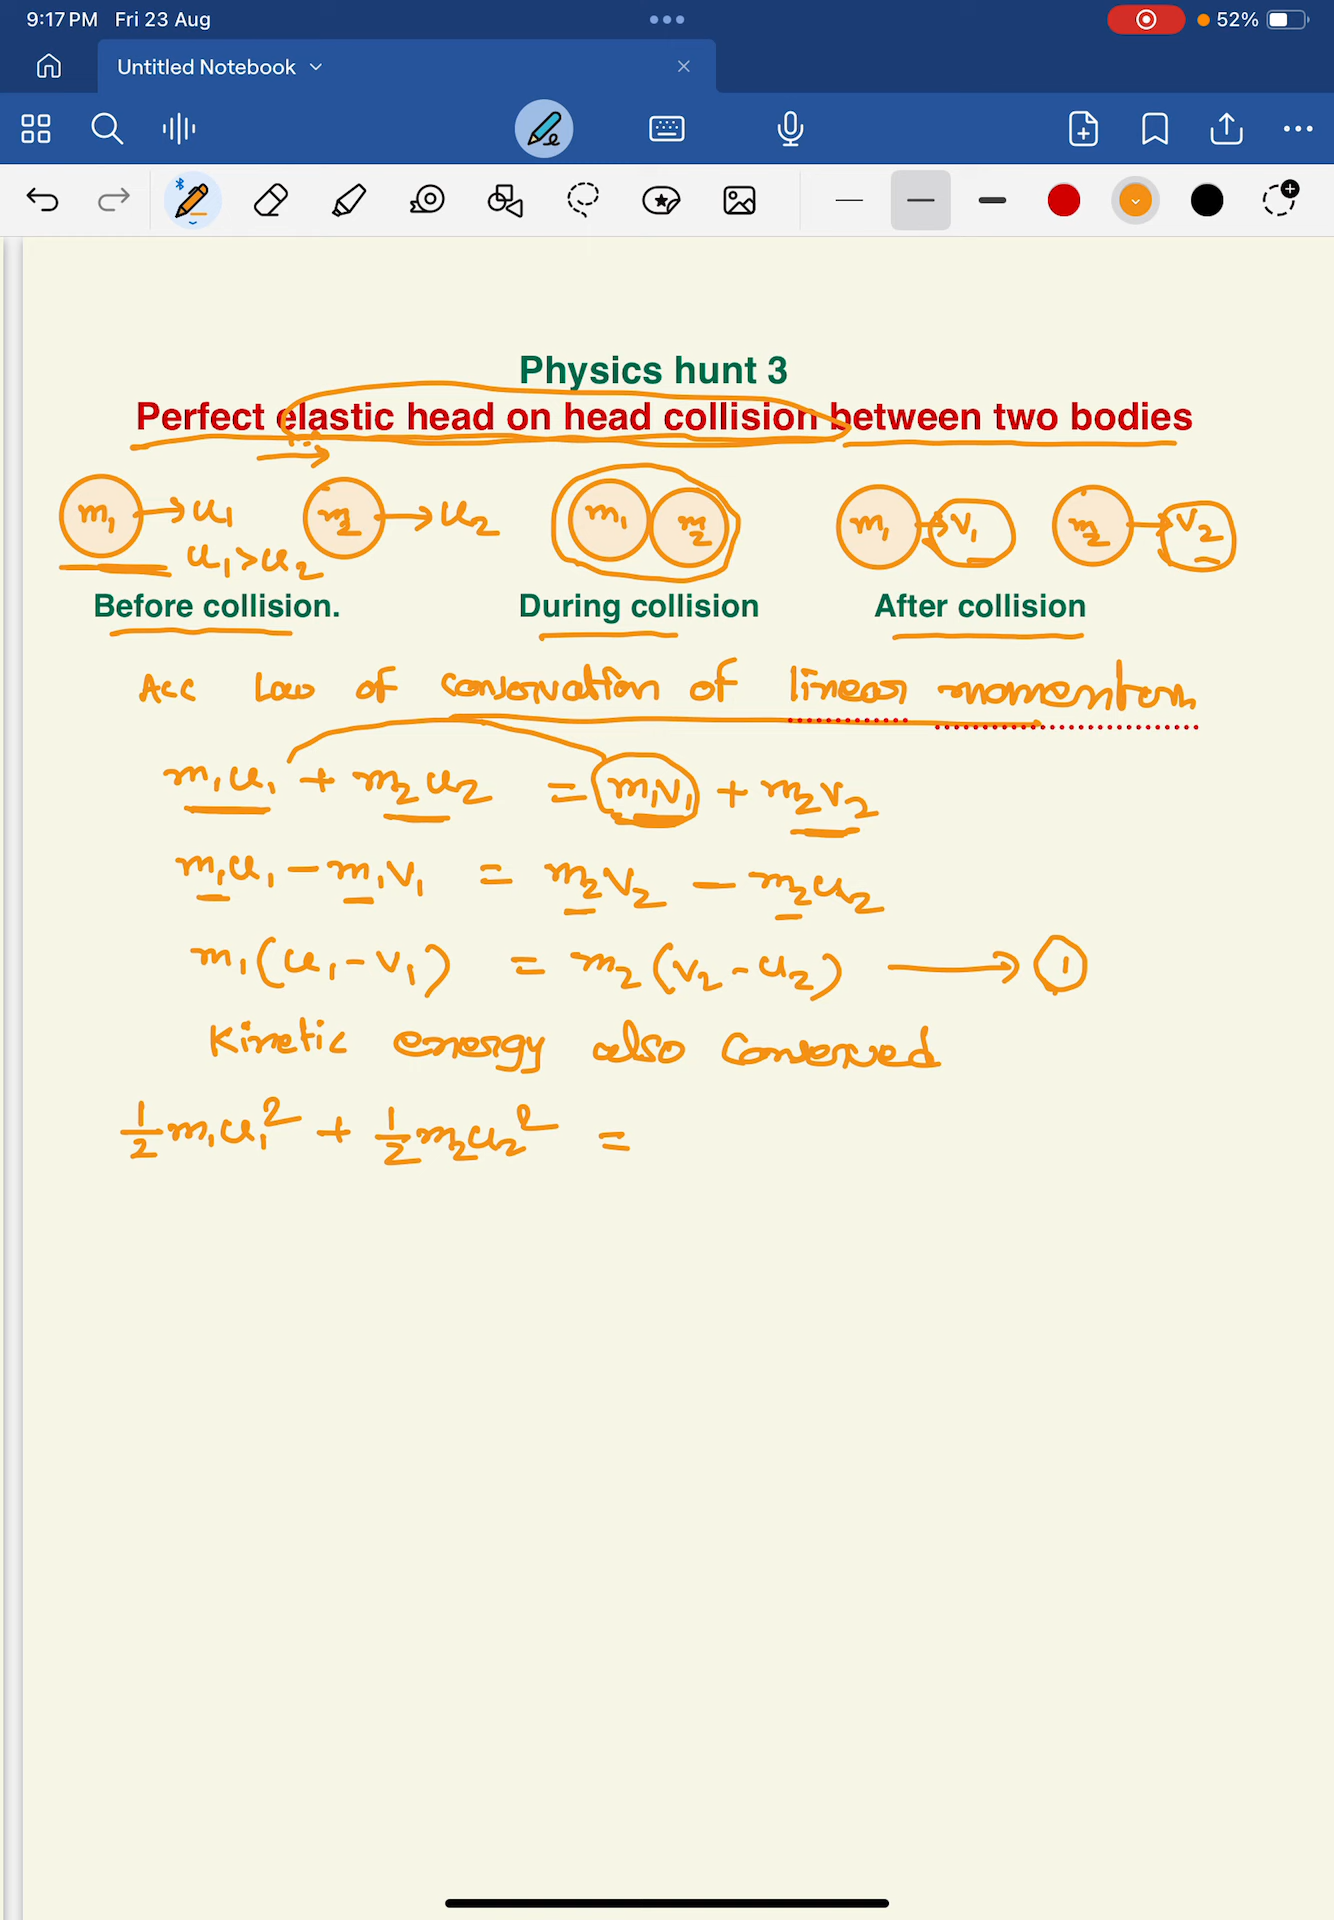 9:17 PM Fri 23 Aug
52%
Untitled Notebook
Physics hunt 3
Perfect elastic head on head collision between two bodies
m₁ → u₁ m₂ → u₂ m₁ m₂ m₁ → v₁ m₂ → v₂
u₁ > u₂
Before collision. During collision After collision
Acc Law of conservation of linear momentum
m₁u₁ + m₂u₂ = m₁v₁ + m₂v₂
m₁u₁ − m₁v₁ = m₂v₂ − m₂u₂
m₁(u₁ − v₁) = m₂(v₂ − u₂) → 1
Kinetic energy also conserved
½m₁u₁² + ½m₂u₂² =